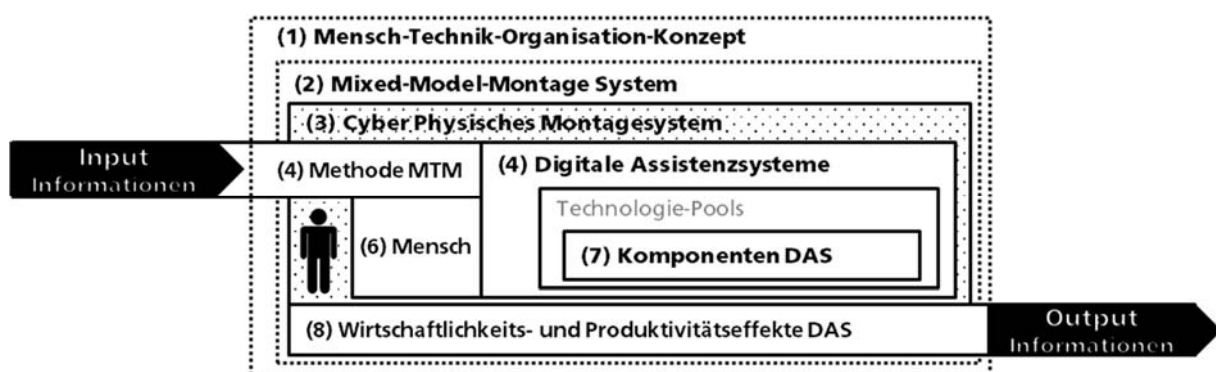 (1) Mensch-Technik-Organisation-Konzept
(2) Mixed-Model-Montage System
(3) Cyber Physisches Montagesystem
Input
Informationen
(4) Methode MTM
(4) Digitale Assistenzsysteme
Technologie-Pools
(6) Mensch
(7) Komponenten DAS
(8) Wirtschaftlichkeits- und Produktivitätseffekte DAS
Output
Informationen